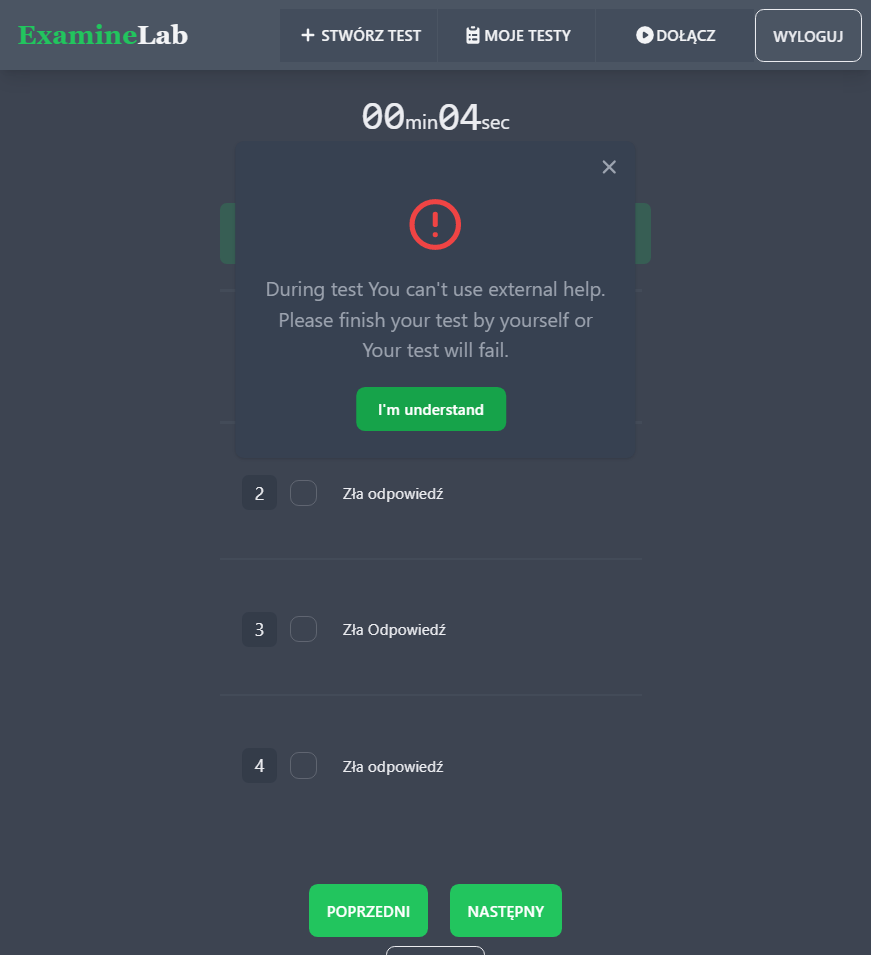 ExamineLab
STWÓRZ TEST
MOJE TESTY
DOŁĄCZ
WYLOGUJ
00min04sec
During test You can't use external help.
Please finish your test by yourself or
Your test will fail.
I'm understand
2 Zła odpowiedź
3 Zła Odpowiedź
4 Zła odpowiedź
POPRZEDNI
NASTĘPNY